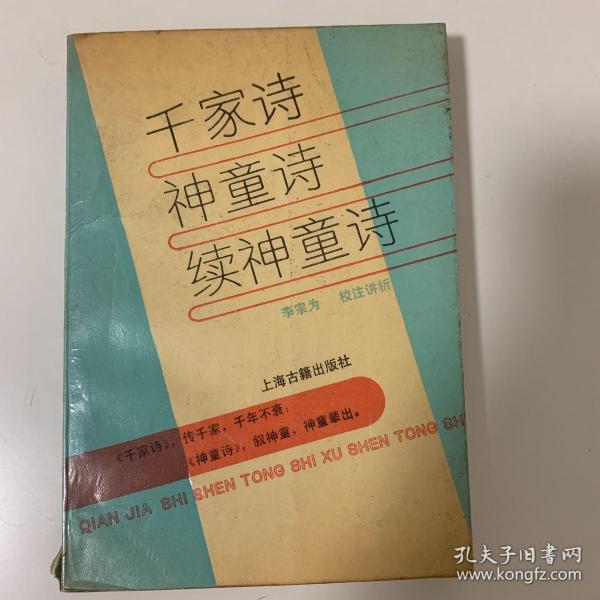 千家诗
神童诗
续神童诗
李宗为 校注讲析
上海古籍出版社
《千家诗》，传千家，千年不衰；
《神童诗》，叙神童，神童辈出。
QIAN JIA SHI SHEN TONG SHI XU SHEN TONG SHI
孔夫子旧书网
www.kongfz.com